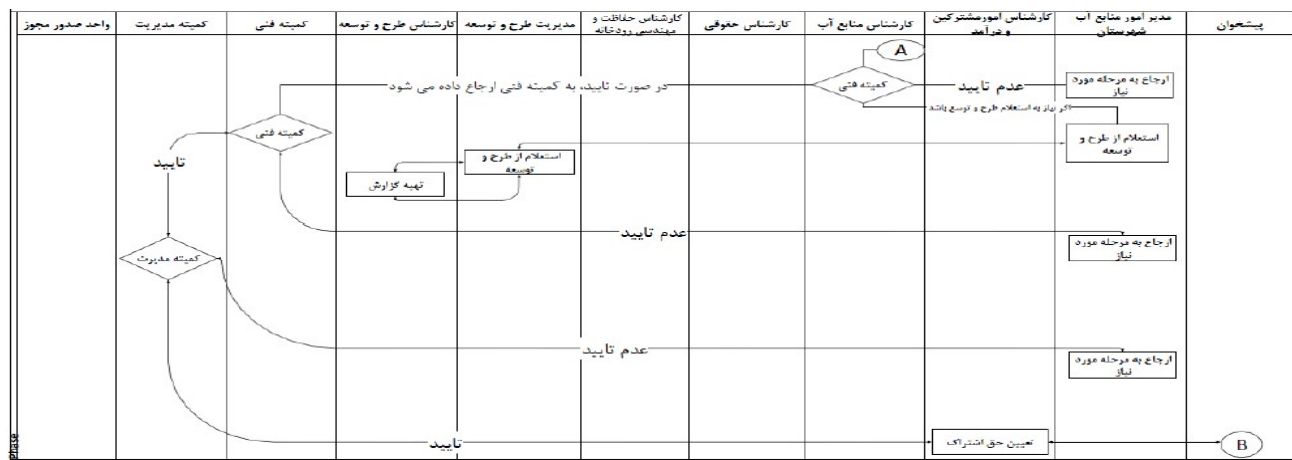 پیشخوان
مدیر امور منابع آب
شهرستان
کارشناس امورمشترکین
و درآمد
کارشناس منابع آب
کارشناس حقوقی
کارشناس حفاظت و
مهندسی رودخانه
مدیریت طرح و توسعه
کارشناس طرح و توسعه
کمیته فنی
کمیته مدیریت
واحد صدور مجوز
A
ارجاع به مرحله مورد
نیاز
عدم تایید
کمیته فنی
در صورت تایید، به کمیته فنی ارجاع داده می شود
اگر نیاز به استعلام طرح و توسع باشد
استعلام از طرح و
توسعه
استعلام از طرح و
توسعه
تهیه گزارش
کمیته فنی
تایید
عدم تایید
ارجاع به مرحله مورد
نیاز
کمیته مدیرت
عدم تایید
ارجاع به مرحله مورد
نیاز
B
تعیین حق اشتراک
تایید
Phase